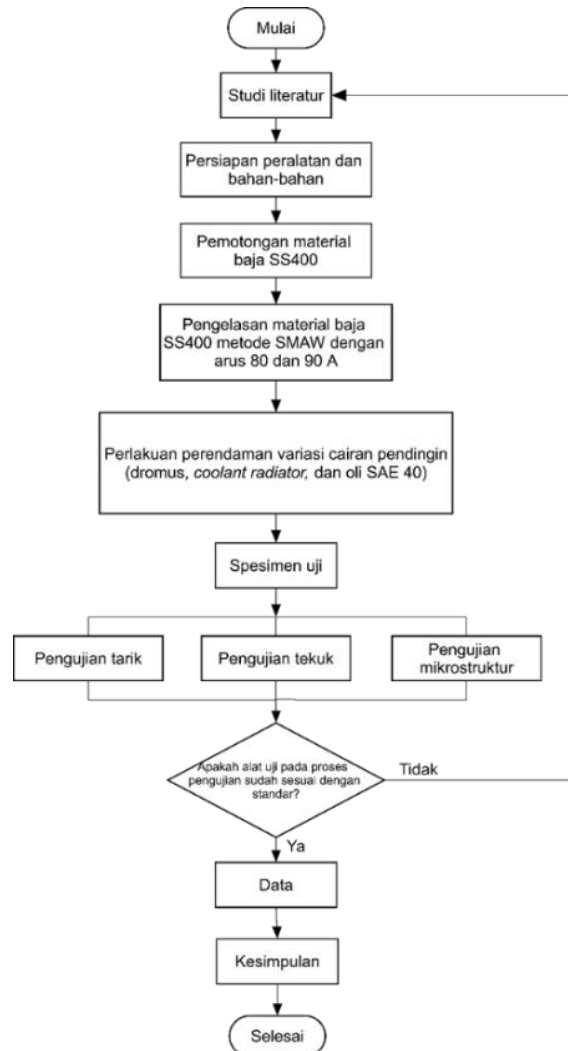 Mulai
Studi literatur
Persiapan peralatan dan
bahan-bahan
Pemotongan material
baja SS400
Pengelasan material baja
SS400 metode SMAW dengan
arus 80 dan 90 A
Perlakuan perendaman variasi cairan pendingin
(dromus, coolant radiator, dan oli SAE 40)
Spesimen uji
Pengujian tarik
Pengujian tekuk
Pengujian
mikrostruktur
Apakah alat uji pada proses
pengujian sudah sesuai dengan
standar?
Tidak
Ya
Data
Kesimpulan
Selesai